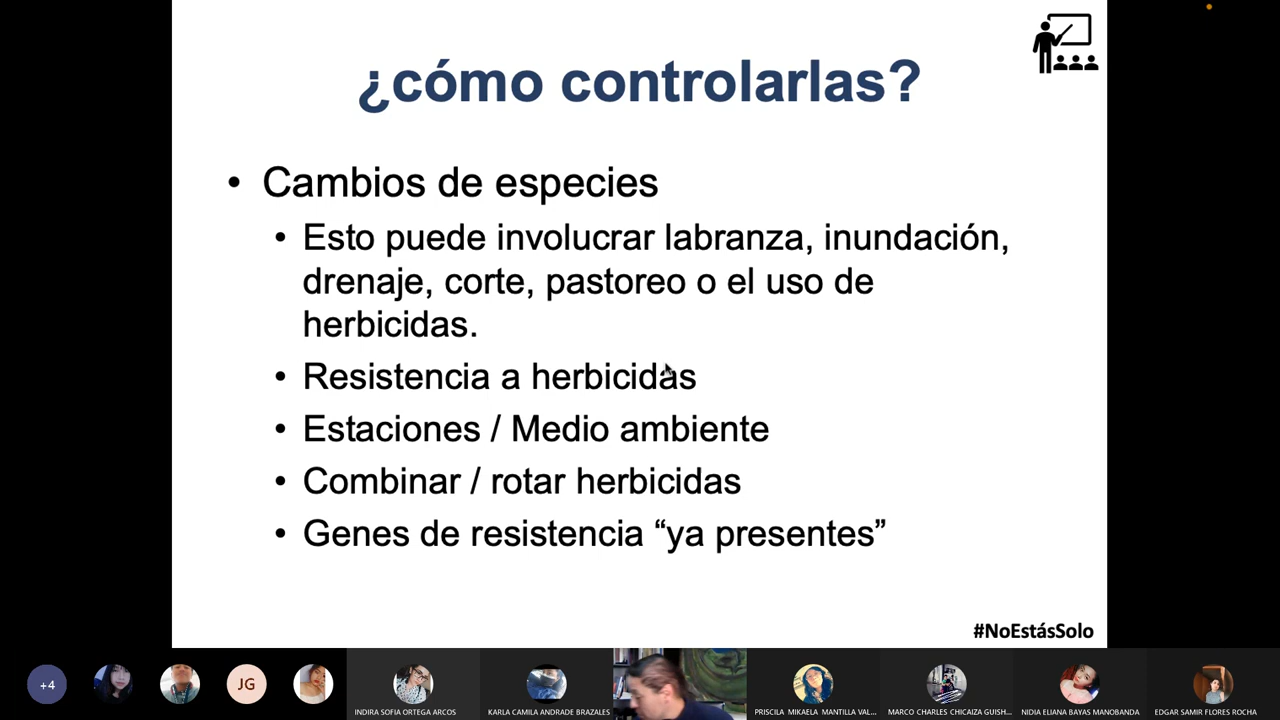 ¿cómo controlarlas?
• Cambios de especies
• Esto puede involucrar labranza, inundación,
drenaje, corte, pastoreo o el uso de
herbicidas.
• Resistencia a herbicidas
• Estaciones / Medio ambiente
• Combinar / rotar herbicidas
• Genes de resistencia “ya presentes”
#NoEstásSolo
+4
JG
INDIRA SOFIA ORTEGA ARCOS
KARLA CAMILA ANDRADE BRAZALES
PRISCILA MIKAELA MANTILLA VAL...
MARCO CHARLES CHICAIZA GUISH...
NIDIA ELIANA BAYAS MANOBANDA
EDGAR SAMIR FLORES ROCHA